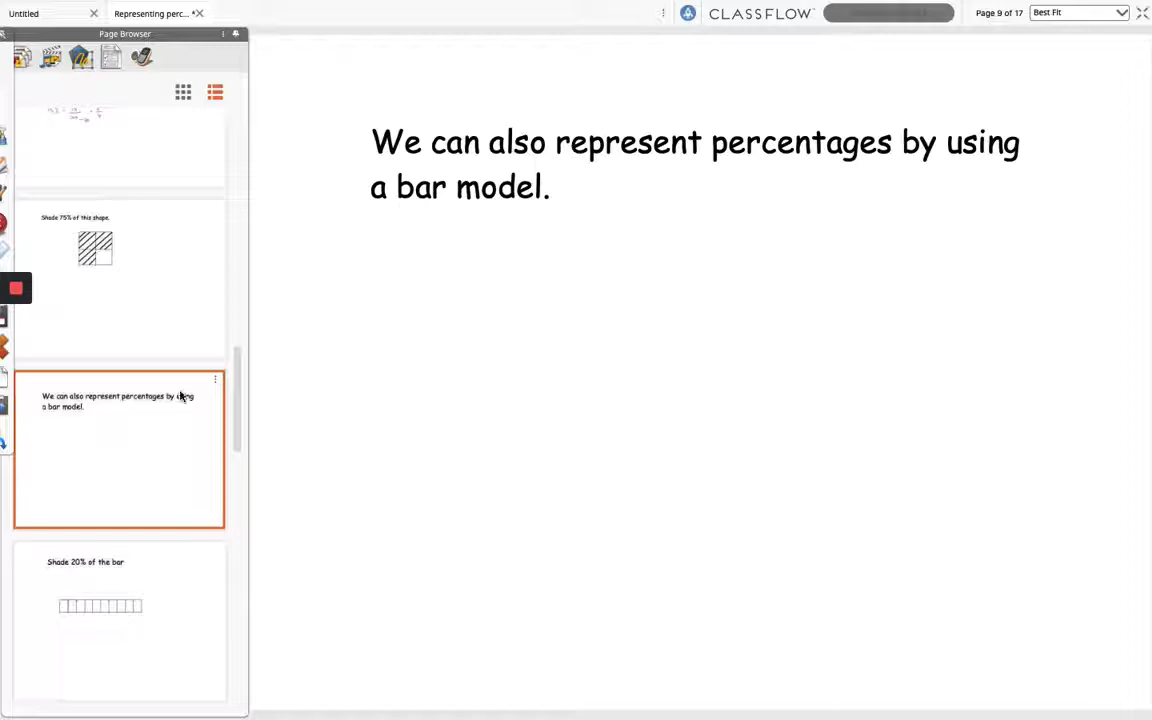 Untitled
Representing perc... *
CLASSFLOW
Page 9 of 17
Best Fit
Page Browser
We can also represent percentages by using
a bar model.
Shade 75% of this shape.
We can also represent percentages by using
a bar model.
Shade 20% of the bar